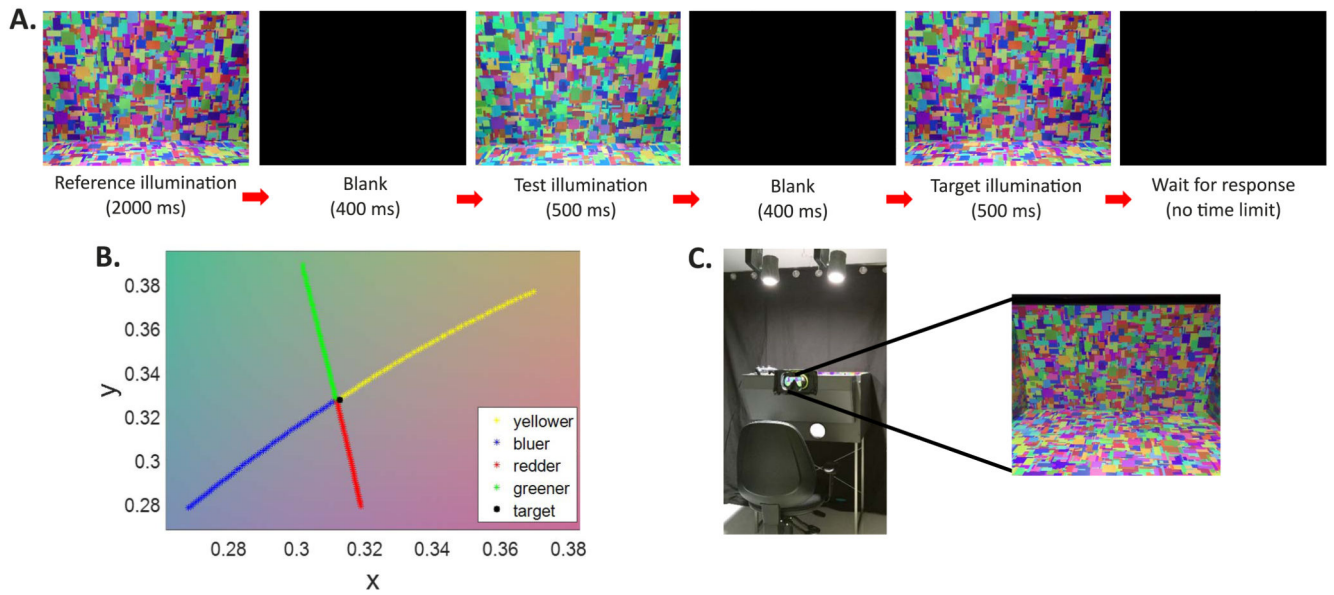 A.
Reference illumination
(2000 ms)
Blank
(400 ms)
Test illumination
(500 ms)
Blank
(400 ms)
Target illumination
(500 ms)
Wait for response
(no time limit)
B.
0.38
0.36
0.34
0.32
0.3
0.28
y
0.28
0.3
0.32
0.34
0.36
0.38
x
yellower
bluer
redder
greener
target
C.